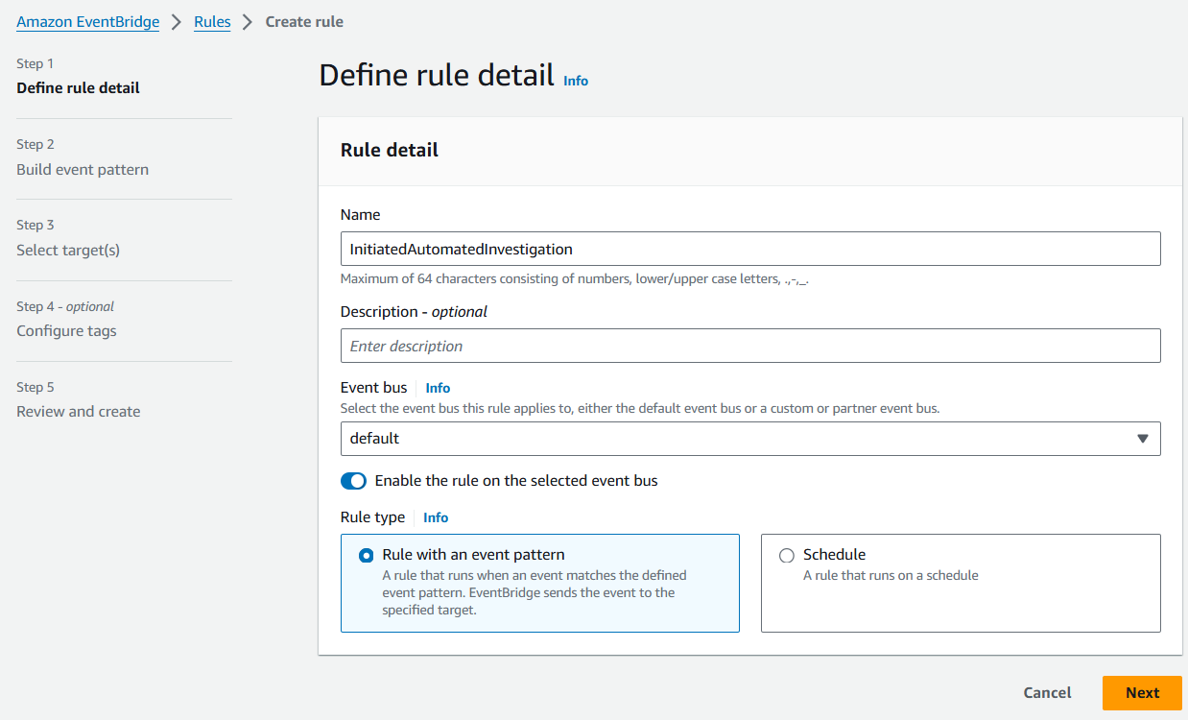 Amazon EventBridge > Rules > Create rule
Step 1
Define rule detail
Step 2
Build event pattern
Step 3
Select target(s)
Step 4 - optional
Configure tags
Step 5
Review and create
Define rule detail Info
Rule detail
Name
InitiatedAutomatedInvestigation
Maximum of 64 characters consisting of numbers, lower/upper case letters, .,-,_.
Description - optional
Enter description
Event bus Info
Select the event bus this rule applies to, either the default event bus or a custom or partner event bus.
default
Enable the rule on the selected event bus
Rule type Info
Rule with an event pattern
A rule that runs when an event matches the defined
event pattern. EventBridge sends the event to the
specified target.
Schedule
A rule that runs on a schedule
Cancel Next